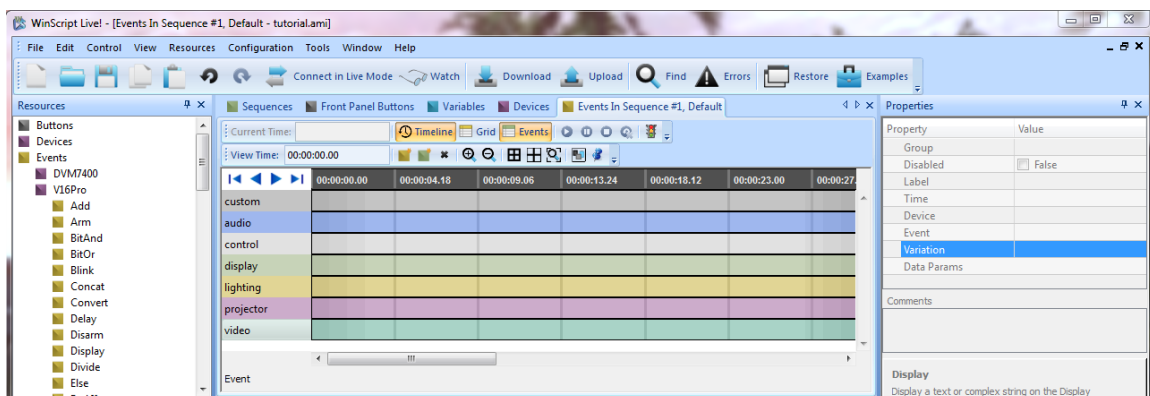 WinScript Live! - [Events In Sequence #1, Default - tutorial.ami]
File Edit Control View Resources Configuration Tools Window Help
Connect in Live Mode Watch Download Upload Find Errors Restore Examples
Resources
Buttons
Devices
Events
DVM7400
V16Pro
Add
Arm
BitAnd
BitOr
Blink
Concat
Convert
Delay
Disarm
Display
Divide
Else
Sequences Front Panel Buttons Variables Devices Events In Sequence #1, Default
Current Time: Timeline Grid Events
View Time: 00:00:00.00
00:00:00.00 00:00:04.18 00:00:09.06 00:00:13.24 00:00:18.12 00:00:23.00 00:00:27.
custom
audio
control
display
lighting
projector
video
Event
Properties
Property Value
Group
Disabled False
Label
Time
Device
Event
Variation
Data Params
Comments
Display
Display a text or complex string on the Display